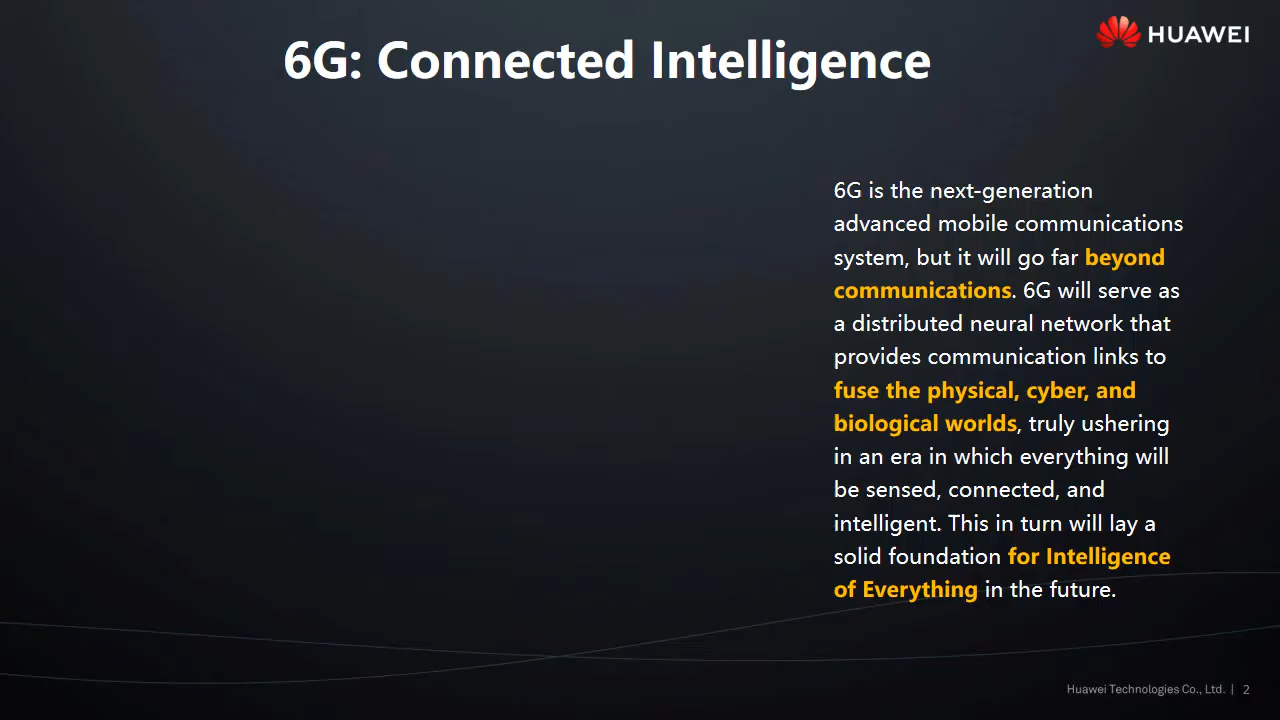 6G: Connected Intelligence
HUAWEI
6G is the next-generation
advanced mobile communications
system, but it will go far beyond
communications. 6G will serve as
a distributed neural network that
provides communication links to
fuse the physical, cyber, and
biological worlds, truly ushering
in an era in which everything will
be sensed, connected, and
intelligent. This in turn will lay a
solid foundation for Intelligence
of Everything in the future.
Huawei Technologies Co., Ltd. | 2